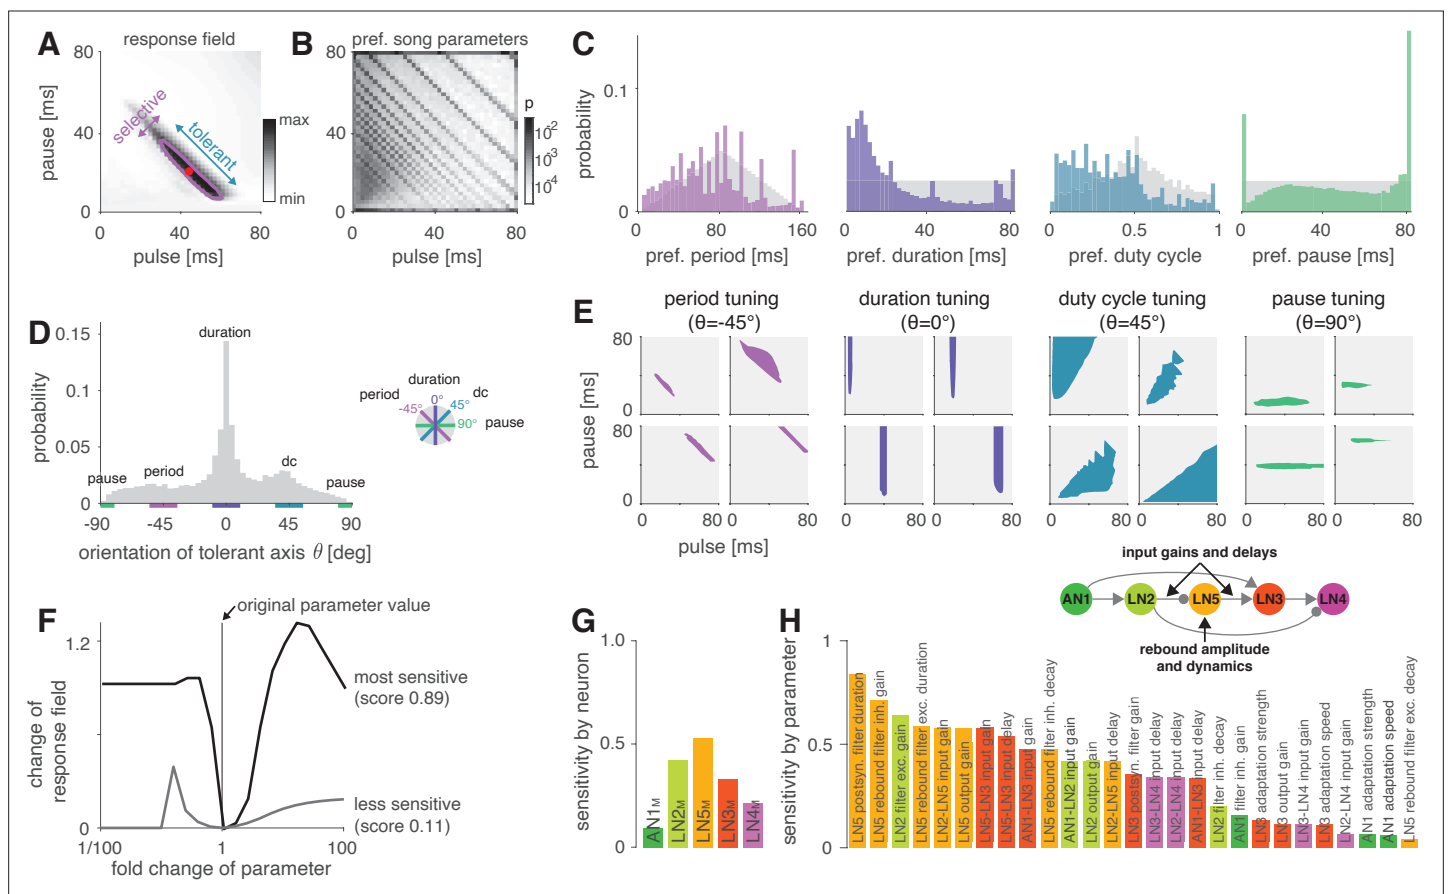 A
response field
80
40
0
pause [ms]
selective
tolerant
max
min
0
40
80
pulse [ms]
B
pref. song parameters
80
40
0
0
40
80
pulse [ms]
p
10-2
10-3
10-4
C
probability
0.1
0
0
80
160
pref. period [ms]
0
40
80
pref. duration [ms]
0
0.5
1
pref. duty cycle
0
40
80
pref. pause [ms]
D
0.15
0.1
0.05
0
probability
duration
pause
period
dc
pause
-90
-45
0
45
90
orientation of tolerant axis θ [deg]
duration
period
dc
-45°
0°
45°
90°
pause
E
period tuning
(θ=-45°)
duration tuning
(θ=0°)
duty cycle tuning
(θ=45°)
pause tuning
(θ=90°)
80
0
80
0
pause [ms]
0
80
0
80
0
80
0
80
0
80
0
80
0
80
0
80
pulse [ms]
F
original parameter value
1.2
0
change of
response field
most sensitive
(score 0.89)
less sensitive
(score 0.11)
1/100
1
100
fold change of parameter
G
1.0
0.5
0
sensitivity by neuron
AN1M
LN2M
LN5M
LN3M
LN4M
H
input gains and delays
AN1
LN2
LN5
LN3
LN4
rebound amplitude
and dynamics
1
0.5
0
sensitivity by parameter
LN5 postsyn. filter duration
LN5 rebound filter inh. gain
LN2 filter exc. gain
LN5 rebound filter exc. duration
LN2-LN5 input gain
LN5 output gain
LN5-LN3 input gain
LN5-LN3 input delay
AN1-LN3 input gain
LN5 rebound filter inh. decay
AN1-LN2 input gain
LN2 output gain
LN2-LN5 input delay
LN3 postsyn. filter gain
LN3-LN4 input delay
LN2-LN4 input delay
AN1-LN3 input delay
LN2 filter inh. decay
AN1 filter inh. gain
LN3 adaptation strength
LN3 output gain
LN3-LN4 input gain
LN3 adaptation speed
LN2-LN4 input gain
AN1 adaptation strength
AN1 adaptation speed
LN5 rebound filter exc. decay